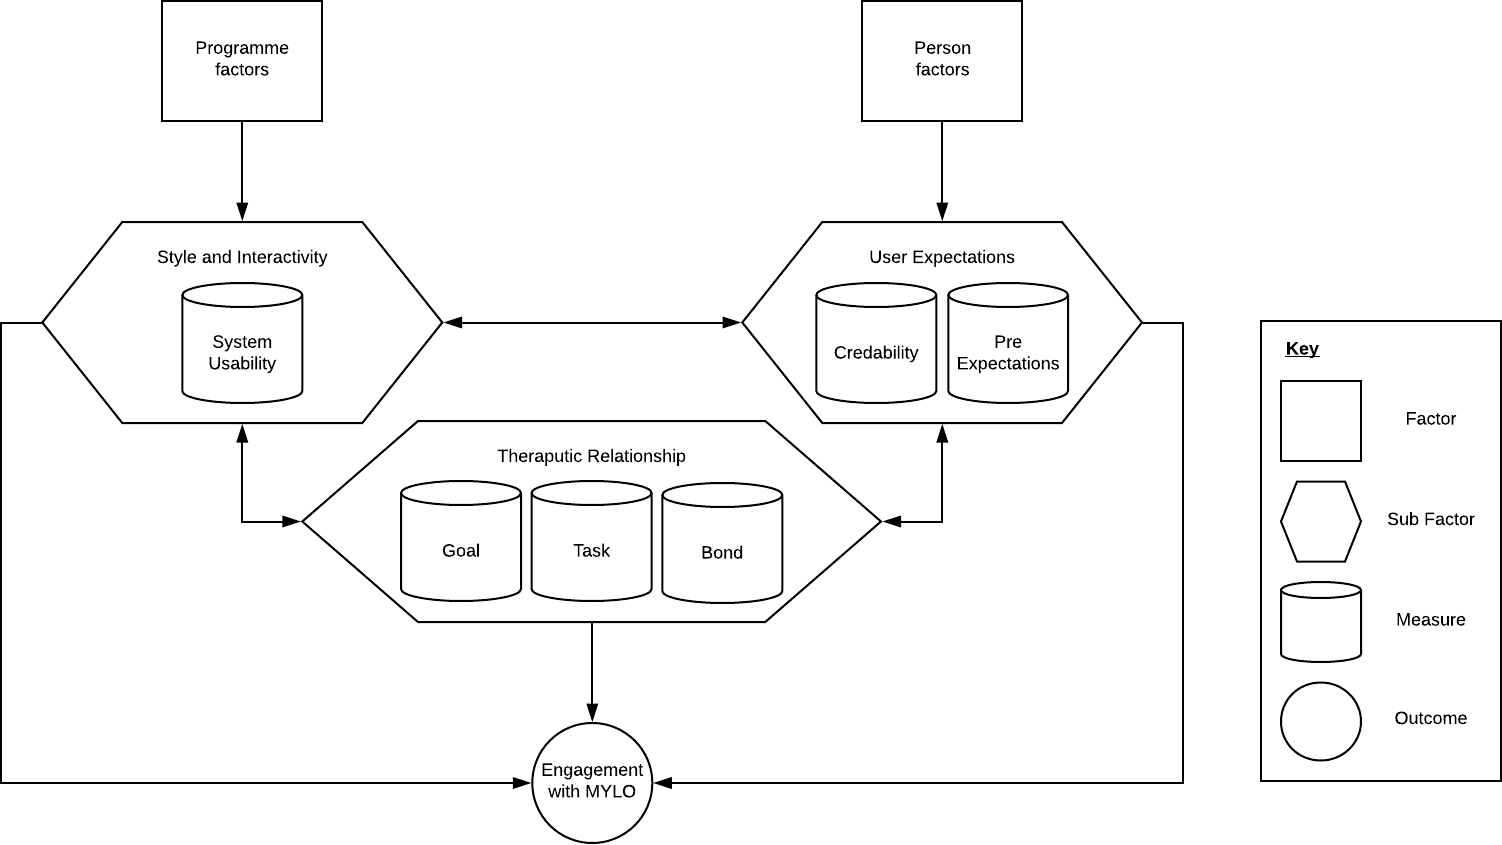 Programme
factors
Person
factors
Style and Interactivity
System
Usability
User Expectations
Credability
Pre
Expectations
Theraputic Relationship
Goal
Task
Bond
Engagement
with MYLO
Key
Factor
Sub Factor
Measure
Outcome